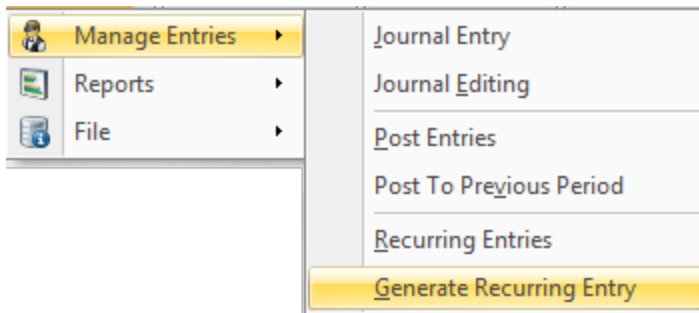 Manage Entries
Reports
File
Journal Entry
Journal Editing
Post Entries
Post To Previous Period
Recurring Entries
Generate Recurring Entry